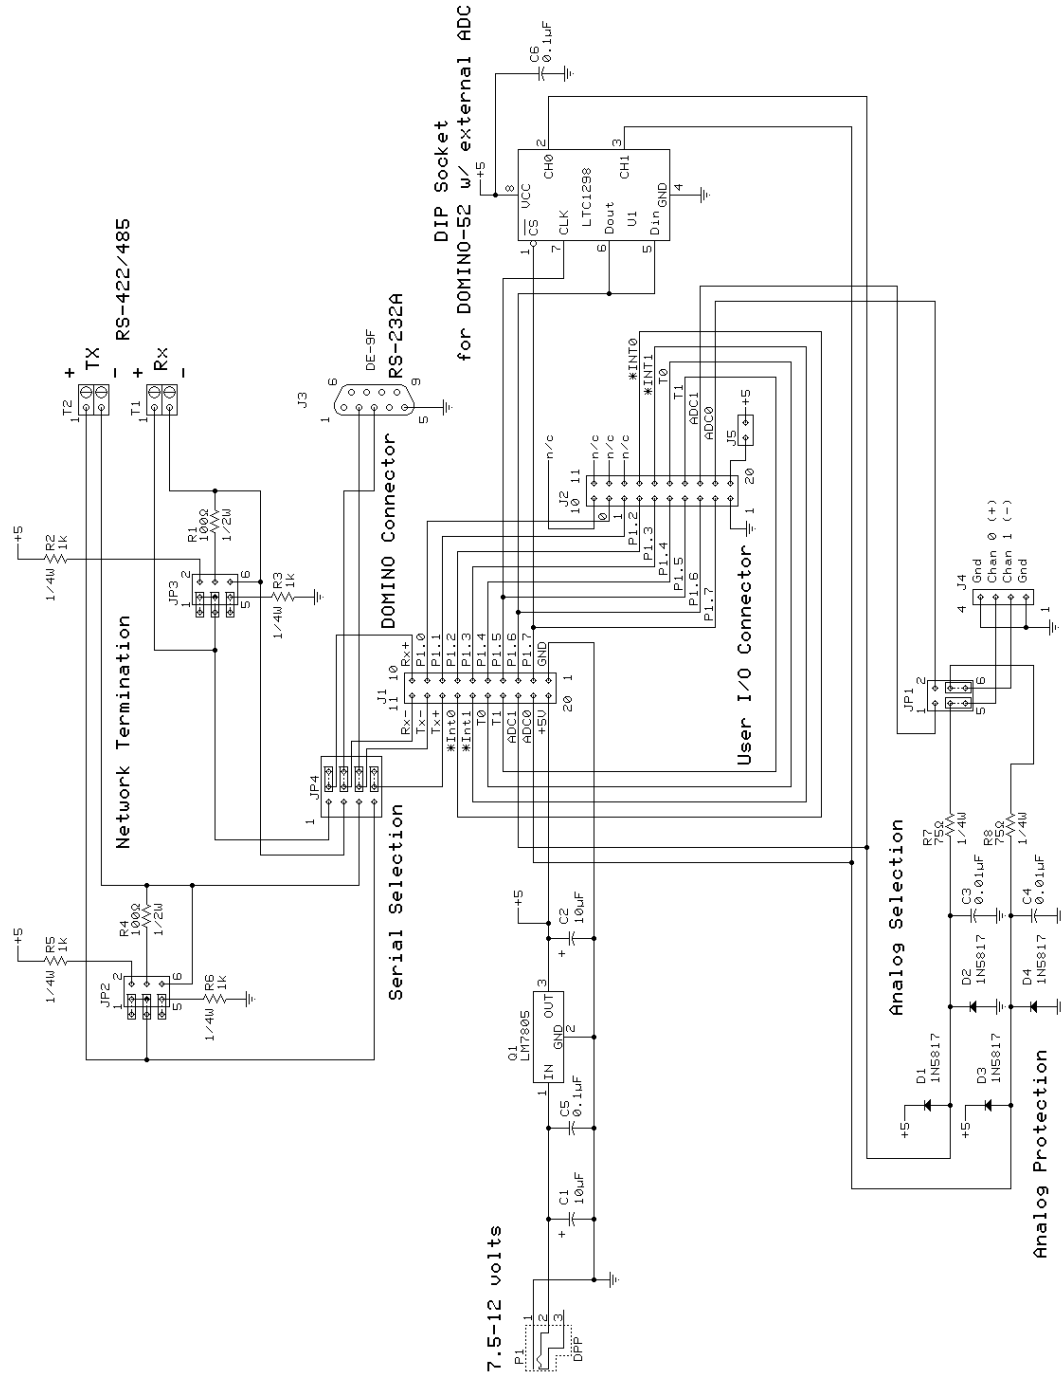 DIP Socket
for DOMINO-52 w/ external ADC
+5
C6
0.1µF
8
VCC
CH0
2
CH1
3
LTC1298
U1
CS
1
CLK
7
Dout
6
Din
5
GND
4
RS-422/485
+
TX
-
+
Rx
-
T2
1
T1
1
RS-232A
DE-9F
J3
1
6
9
5
+5
R2
1k
1/4W
R1
100Ω
1/2W
JP3
1
2
5
6
R3
1k
1/4W
Network Termination
+5
R5
1k
1/4W
R4
100Ω
1/2W
JP2
1
2
5
6
R6
1k
1/4W
JP4
1
Serial Selection
DOMINO Connector
J1
11
10
20
1
Rx+
P1.0
P1.1
P1.2
P1.3
P1.4
P1.5
P1.6
P1.7
GND
Rx-
Tx-
Tx+
*Int0
*Int1
T0
T1
ADC1
ADC0
+5V
User I/O Connector
J2
10
11
1
20
n/c
n/c
n/c
n/c
*INT0
*INT1
T0
T1
ADC1
ADC0
0
1
P1.2
P1.3
P1.4
P1.5
P1.6
P1.7
J5
+5
J4
4
1
Gnd
Chan 0 (+)
Chan 1 (-)
Gnd
JP1
1
2
5
6
Analog Selection
R7
75Ω
1/4W
R8
75Ω
1/4W
C3
0.01µF
C4
0.01µF
D2
1N5817
D4
1N5817
D1
1N5817
D3
1N5817
+5
+5
Analog Protection
+5
C2
10µF
+
Q1
LM7805
IN
OUT
GND
1
2
3
C5
0.1µF
C1
10µF
+
7.5-12 volts
P1
1
2
3
DPP